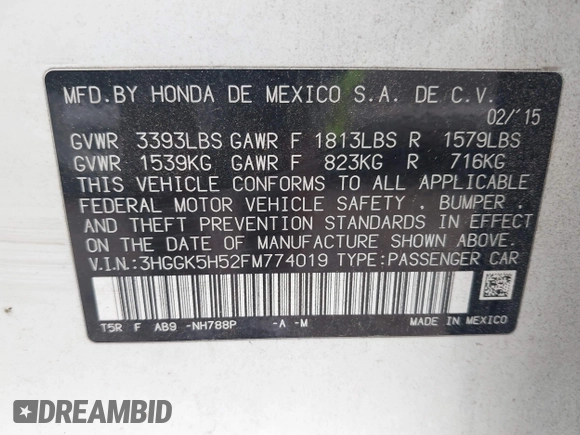 MFD.BY HONDA DE MEXICO S.A. DE C.V.
02/'15
GVWR 3393LBS GAWR F 1813LBS R 1579LBS
GVWR 1539KG GAWR F 823KG R 716KG
THIS VEHICLE CONFORMS TO ALL APPLICABLE
FEDERAL MOTOR VEHICLE SAFETY . BUMPER .
AND THEFT PREVENTION STANDARDS IN EFFECT
ON THE DATE OF MANUFACTURE SHOWN ABOVE.
V.I.N.:3HGGK5H52FM774019 TYPE:PASSENGER CAR
T5R F AB9 -NH788P -A -M MADE IN MEXICO
DREAMBID